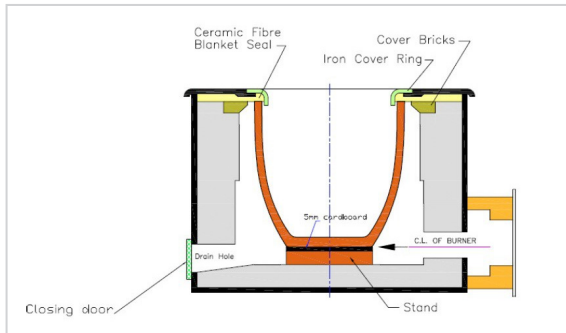 Ceramic Fibre
Blanket Seal
Cover Bricks
Iron Cover Ring
5mm cardboard
C.L. OF BURNER
Drain Hole
Closing door
Stand